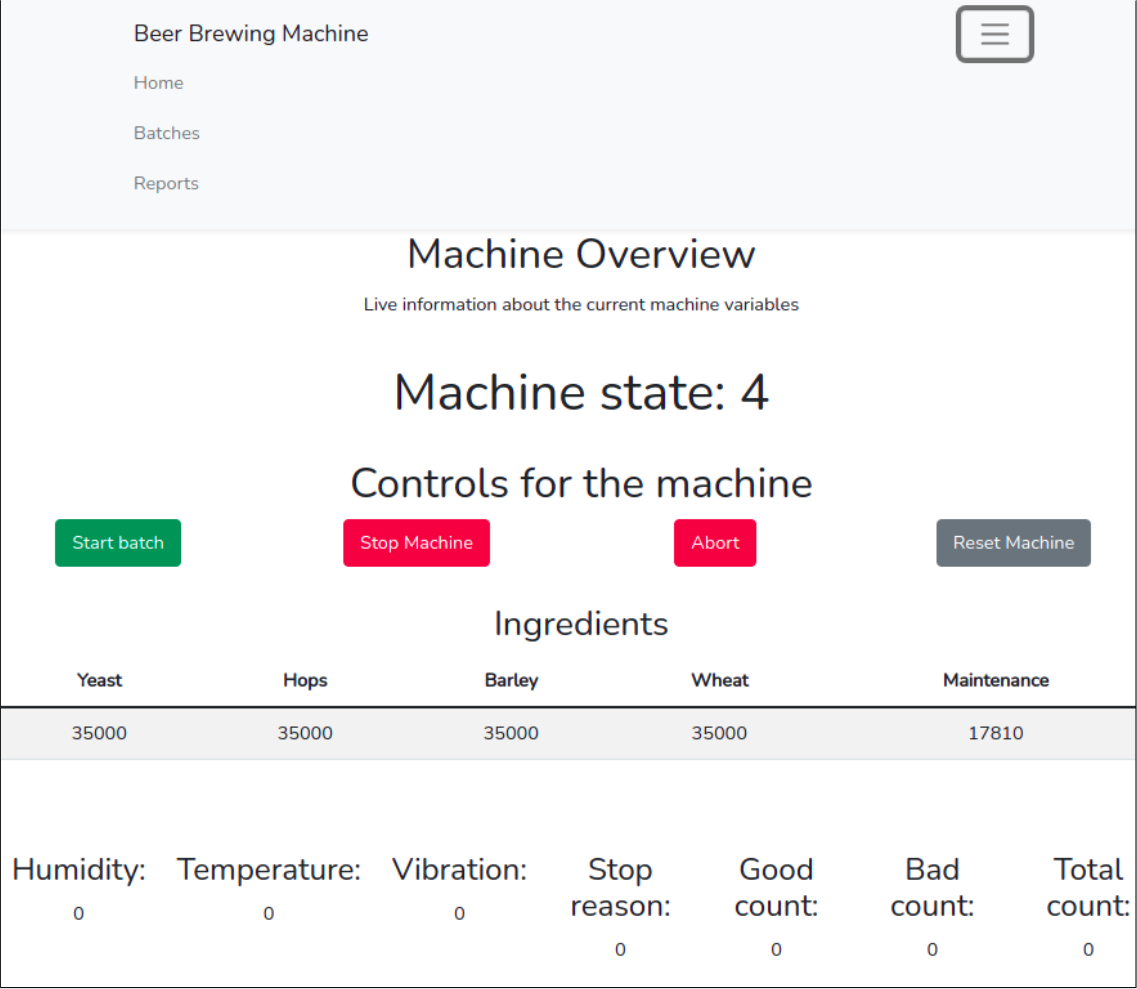 Beer Brewing Machine
Home
Batches
Reports
Machine Overview
Live information about the current machine variables
Machine state: 4
Controls for the machine
Start batch Stop Machine Abort Reset Machine
Ingredients
Yeast Hops Barley Wheat Maintenance
35000 35000 35000 35000 17810
Humidity: Temperature: Vibration: Stop reason: Good count: Bad count: Total count:
0 0 0 0 0 0 0